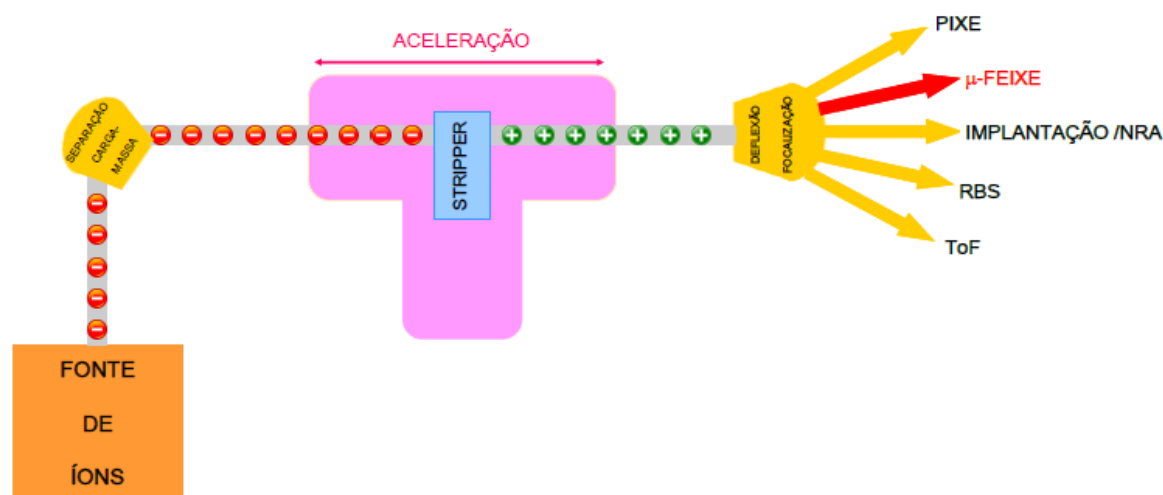 ACELERAÇÃO
SEPARAÇÃO
CARGA-
MASSA
STRIPPER
DEFLEXÃO
FOCALIZAÇÃO
PIXE
μ-FEIXE
IMPLANTAÇÃO /NRA
RBS
ToF
FONTE
DE
ÍONS